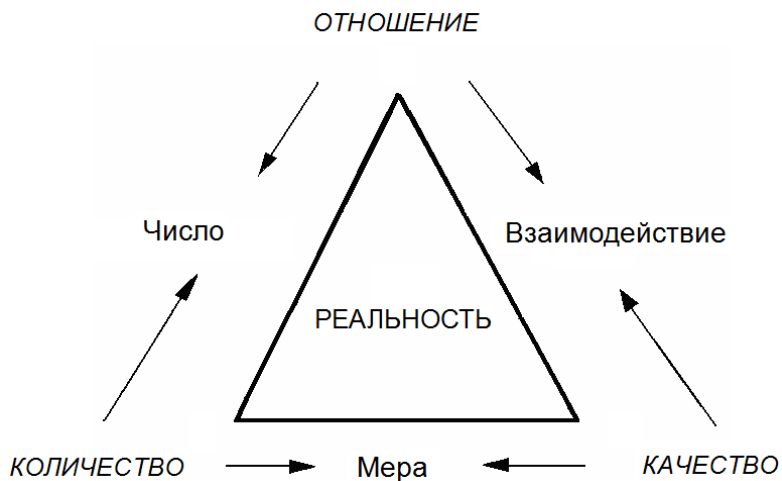 ОТНОШЕНИЕ
Число
Взаимодействие
РЕАЛЬНОСТЬ
КОЛИЧЕСТВО
Мера
КАЧЕСТВО